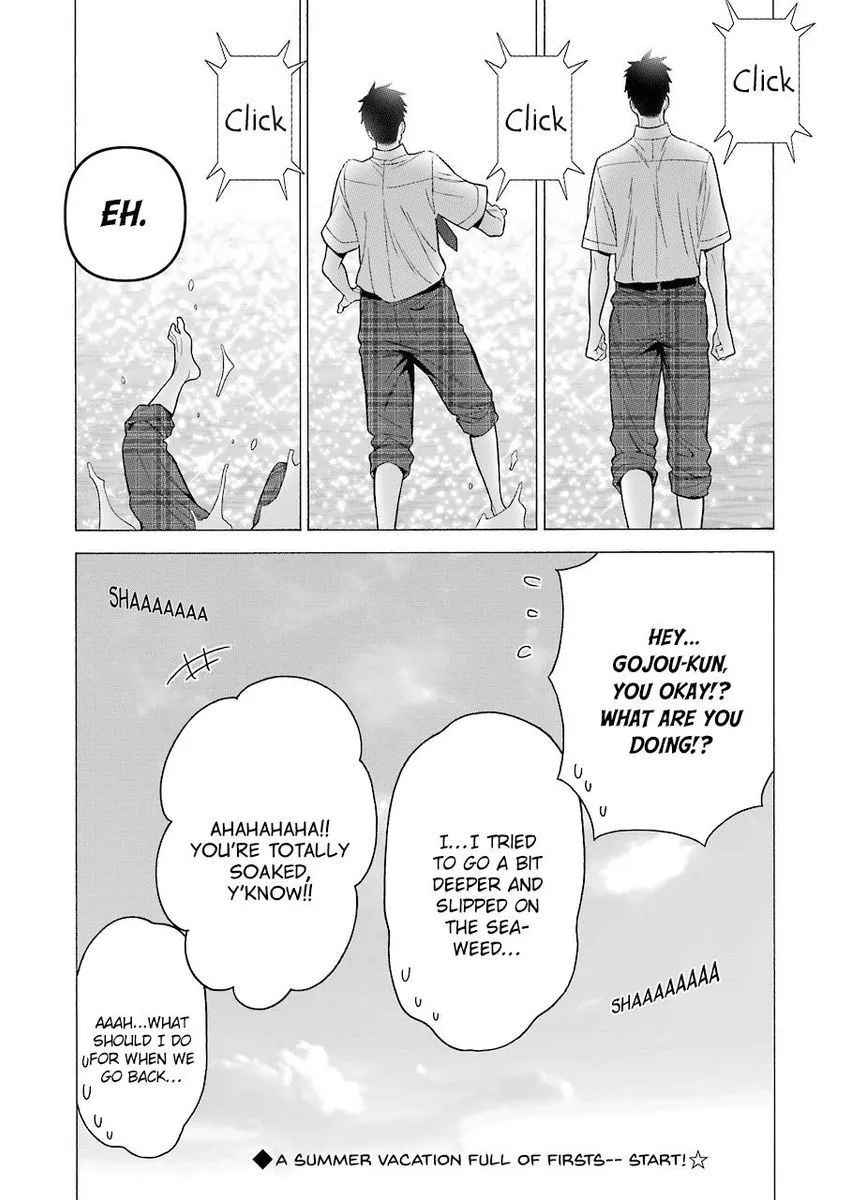 Click
Click
Click
EH.
HEY...
GOJOU-KUN,
YOU OKAY!?
WHAT ARE YOU
DOING!?
SHAAAAAAA
I...I TRIED
TO GO A BIT
DEEPER AND
SLIPPED ON
THE SEA-
WEED...
AHAHAHAHA!!
YOU'RE TOTALLY
SOAKED,
Y'KNOW!!
SHAAAAAAAA
AAAH...WHAT
SHOULD I DO
FOR WHEN WE
GO BACK...
◆A SUMMER VACATION FULL OF FIRSTS-- START!☆